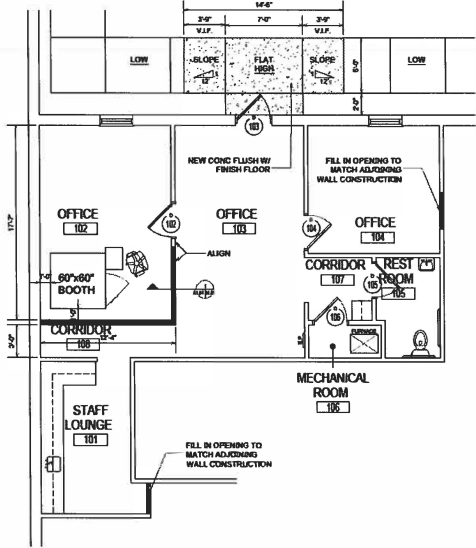 14'-6"
3'-9" 7'-0" 3'-9"
V.I.F. V.I.F.
LOW SLOPE FLAT HIGH SLOPE LOW
12 12
5'-0"
2'-0"
103
NEW CONC FLUSH W/
FINISH FLOOR
FILL IN OPENING TO
MATCH ADJOINING
WALL CONSTRUCTION
17'-7"
OFFICE
102
102
OFFICE
103
104
OFFICE
104
ALIGN
60"x60"
BOOTH
CORRIDOR
107
REST
ROOM
105
105
106
FURNACE
CORRIDOR
108
12'-4"
5'-0"
MECHANICAL
ROOM
106
STAFF
LOUNGE
101
FILL IN OPENING TO
MATCH ADJOINING
WALL CONSTRUCTION